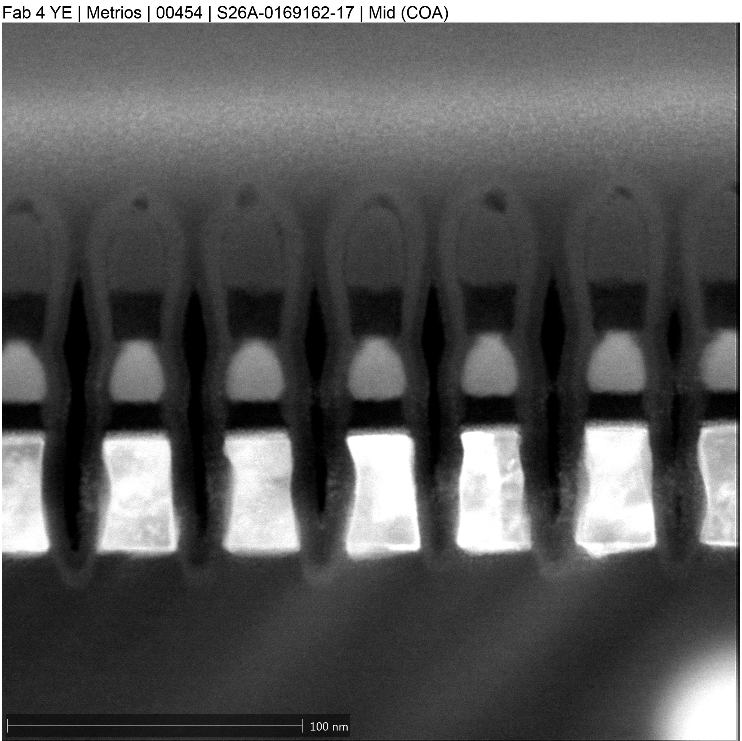 Fab 4 YE | Metrios | 00454 | S26A-0169162-17 | Mid (COA)
100 nm